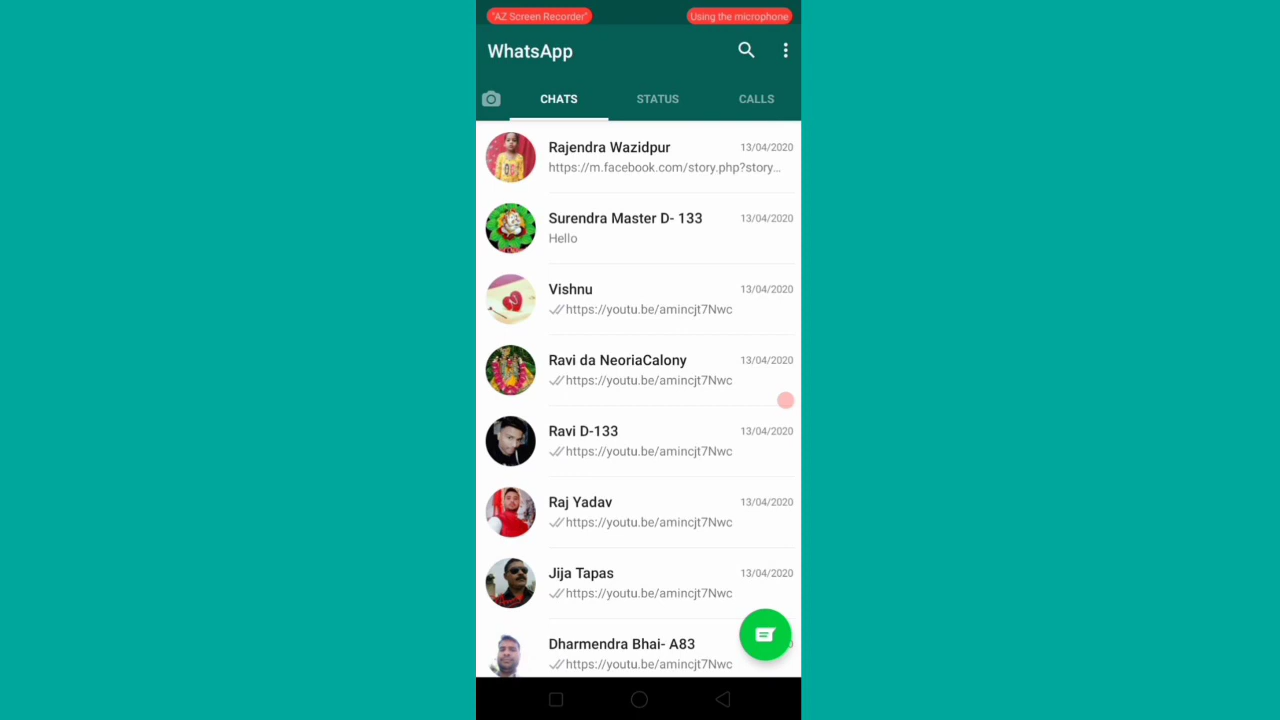 "AZ Screen Recorder" Using the microphone
WhatsApp
CHATS STATUS CALLS
Rajendra Wazidpur 13/04/2020
https://m.facebook.com/story.php?story...
Surendra Master D- 133 13/04/2020
Hello
Vishnu 13/04/2020
https://youtu.be/amincjt7Nwc
Ravi da NeoriaCalony 13/04/2020
https://youtu.be/amincjt7Nwc
Ravi D-133 13/04/2020
https://youtu.be/amincjt7Nwc
Raj Yadav 13/04/2020
https://youtu.be/amincjt7Nwc
Jija Tapas 13/04/2020
https://youtu.be/amincjt7Nwc
Dharmendra Bhai- A83
https://youtu.be/amincjt7Nwc